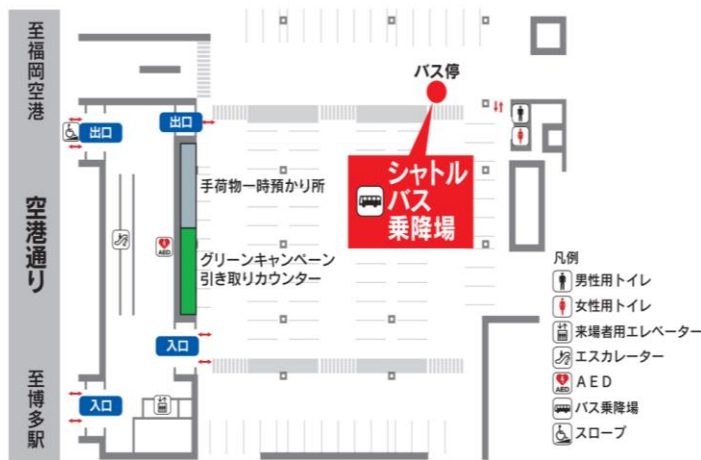 至福岡空港
バス停
出口
出口
シャトル
バス
乗降場
手荷物一時預かり所
空港通り
AED
グリーンキャンペーン
引き取りカウンター
入口
至博多駅
入口
凡例
男性用トイレ
女性用トイレ
来場者用エレベーター
エスカレーター
AED
AED
バス乗降場
スロープ